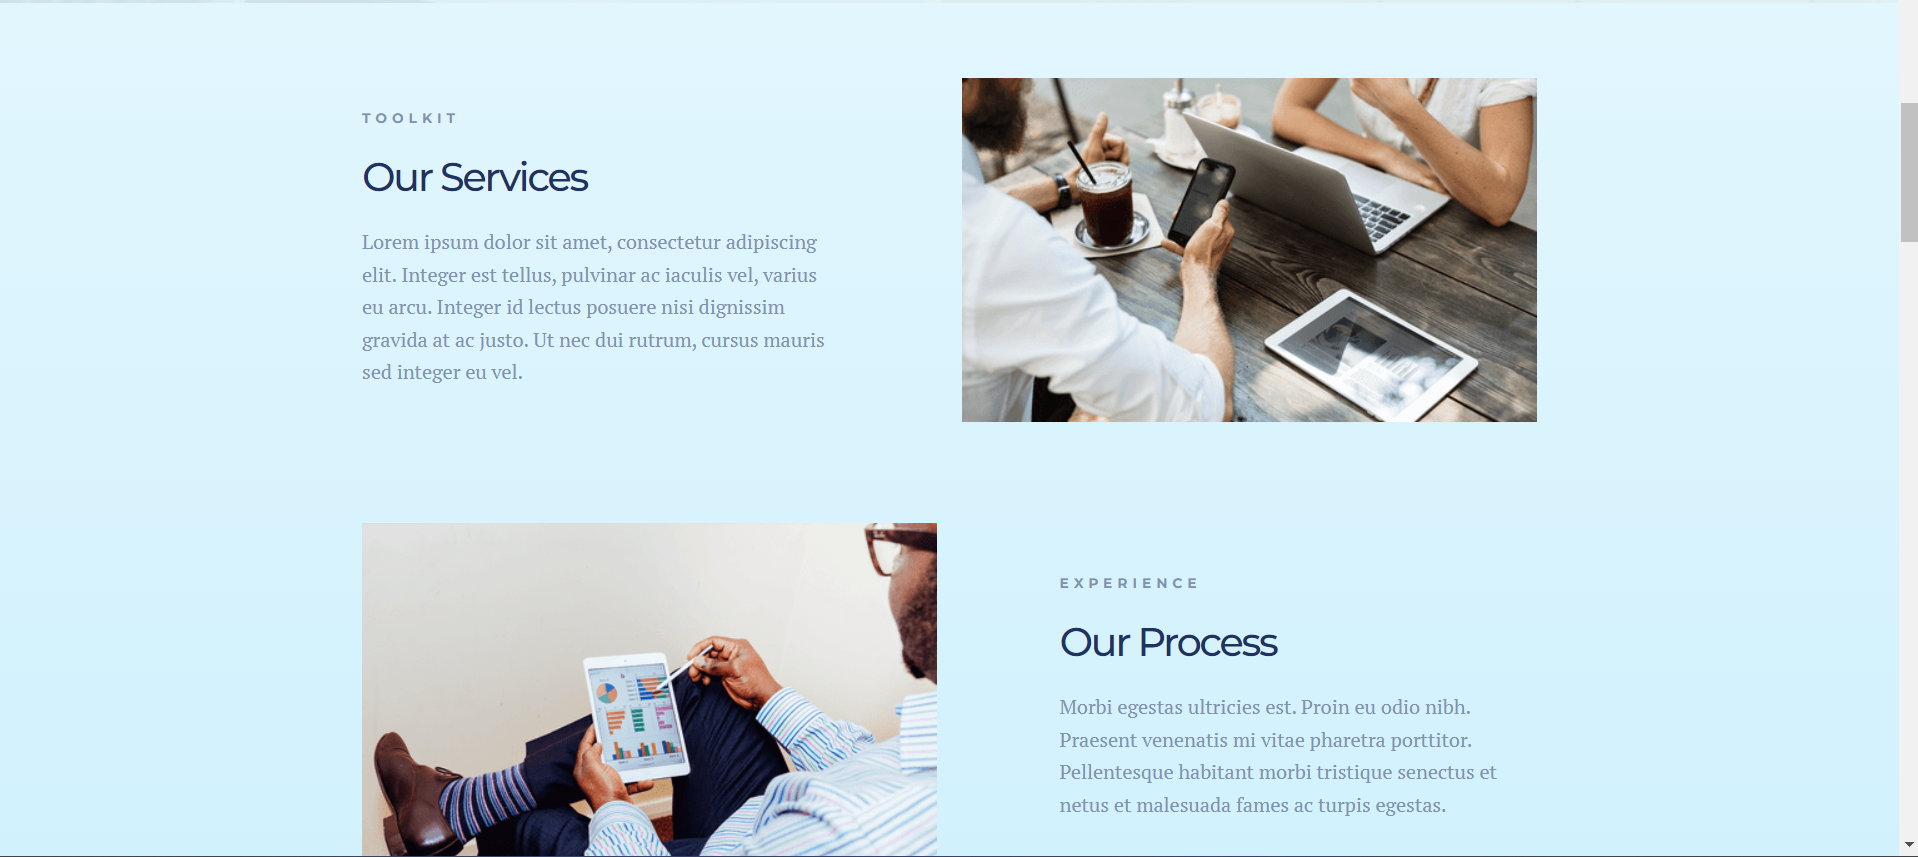 TOOLKIT
Our Services
Lorem ipsum dolor sit amet, consectetur adipiscing
elit. Integer est tellus, pulvinar ac iaculis vel, varius
eu arcu. Integer id lectus posuere nisi dignissim
gravida at ac justo. Ut nec dui rutrum, cursus mauris
sed integer eu vel.
EXPERIENCE
Our Process
Morbi egestas ultricies est. Proin eu odio nibh.
Praesent venenatis mi vitae pharetra porttitor.
Pellentesque habitant morbi tristique senectus et
netus et malesuada fames ac turpis egestas.